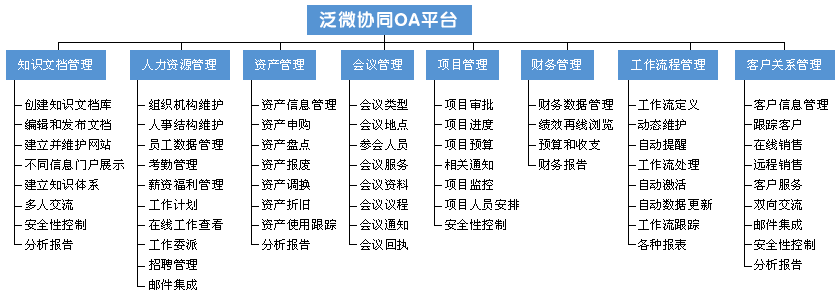 泛微协同OA平台
知识文档管理
创建知识文档库
编辑和发布文档
建立并维护网站
不同信息门户展示
建立知识体系
多人交流
安全性控制
分析报告
人力资源管理
组织机构维护
人事结构维护
员工数据管理
考勤管理
薪资福利管理
工作计划
在线工作查看
工作委派
招聘管理
邮件集成
资产管理
资产信息管理
资产申购
资产盘点
资产报废
资产调换
资产折旧
资产使用跟踪
分析报告
会议管理
会议类型
会议地点
参会人员
会议服务
会议资料
会议议程
会议通知
会议回执
项目管理
项目审批
项目进度
项目预算
相关通知
项目监控
项目人员安排
安全性控制
财务管理
财务数据管理
绩效再线浏览
预算和收支
财务报告
工作流程管理
工作流定义
动态维护
自动提醒
工作流处理
自动激活
自动数据更新
工作流跟踪
各种报表
客户关系管理
客户信息管理
跟踪客户
在线销售
远程销售
客户服务
双向交流
邮件集成
安全性控制
分析报告